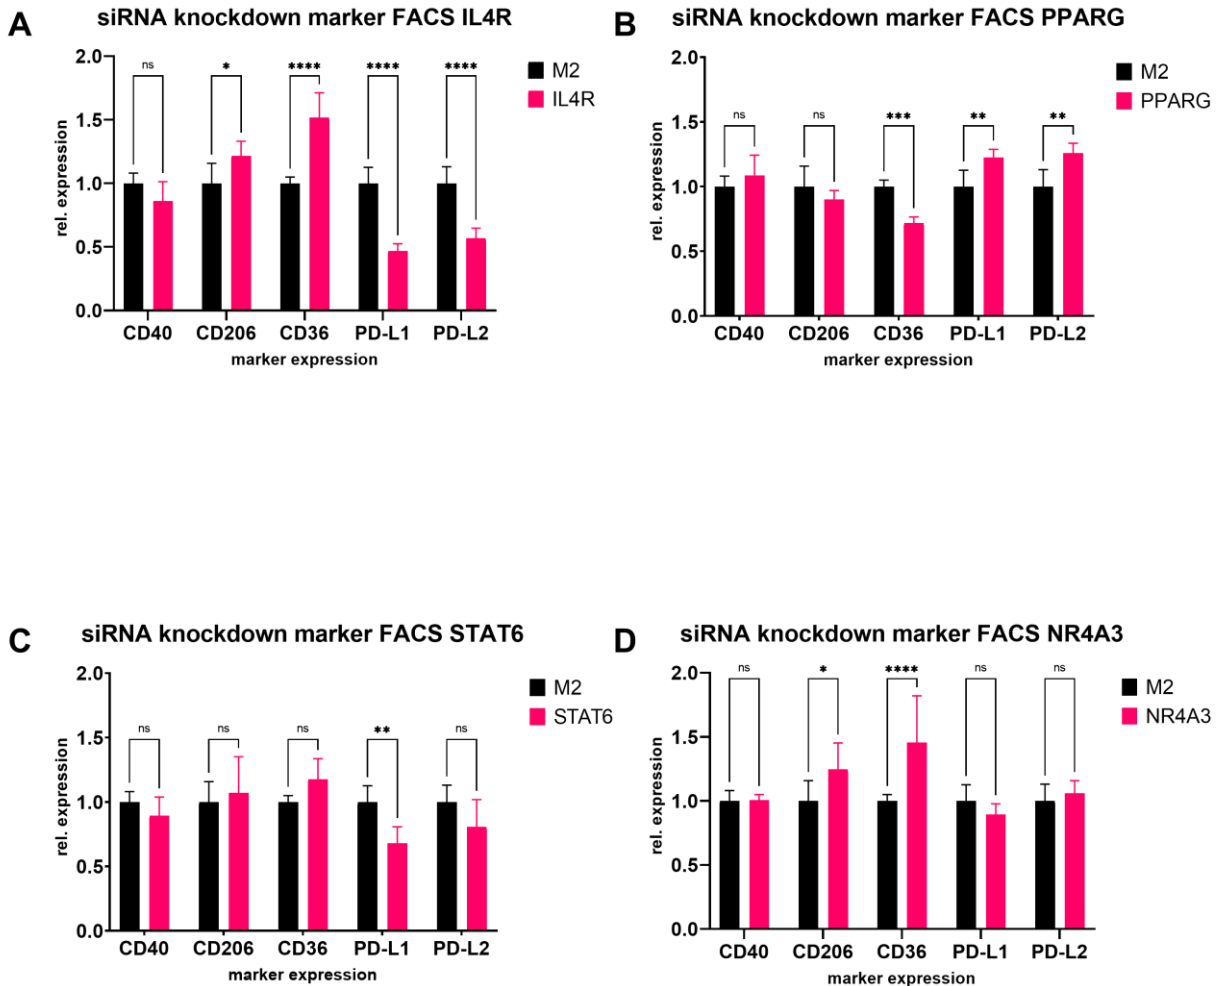 A
siRNA knockdown marker FACS IL4R
2.0
1.5
1.0
0.5
0.0
rel. expression
ns
*
****
****
****
M2
IL4R
CD40 CD206 CD36 PD-L1 PD-L2
marker expression
B
siRNA knockdown marker FACS PPARG
2.0
1.5
1.0
0.5
0.0
rel. expression
ns
ns
***
**
**
M2
PPARG
CD40 CD206 CD36 PD-L1 PD-L2
marker expression
C
siRNA knockdown marker FACS STAT6
2.0
1.5
1.0
0.5
0.0
rel. expression
ns
ns
ns
**
ns
M2
STAT6
CD40 CD206 CD36 PD-L1 PD-L2
marker expression
D
siRNA knockdown marker FACS NR4A3
2.0
1.5
1.0
0.5
0.0
rel. expression
ns
*
****
ns
ns
M2
NR4A3
CD40 CD206 CD36 PD-L1 PD-L2
marker expression